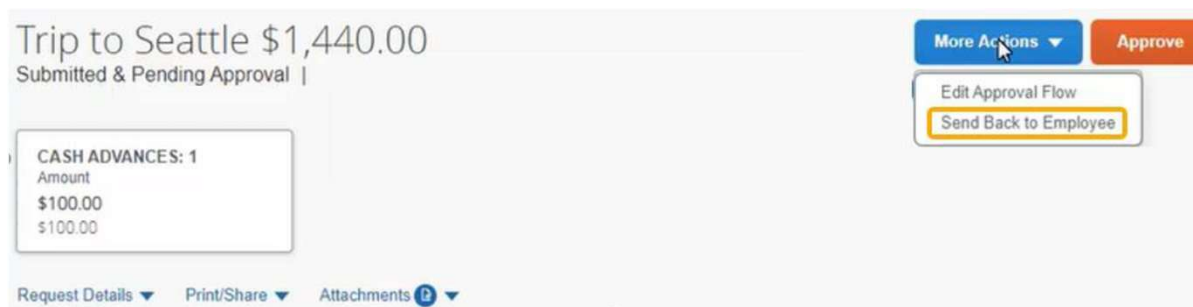 Trip to Seattle $1,440.00
Submitted & Pending Approval |
More Actions
Approve
Edit Approval Flow
Send Back to Employee
CASH ADVANCES: 1
Amount
$100.00
$100.00
Request Details
Print/Share
Attachments